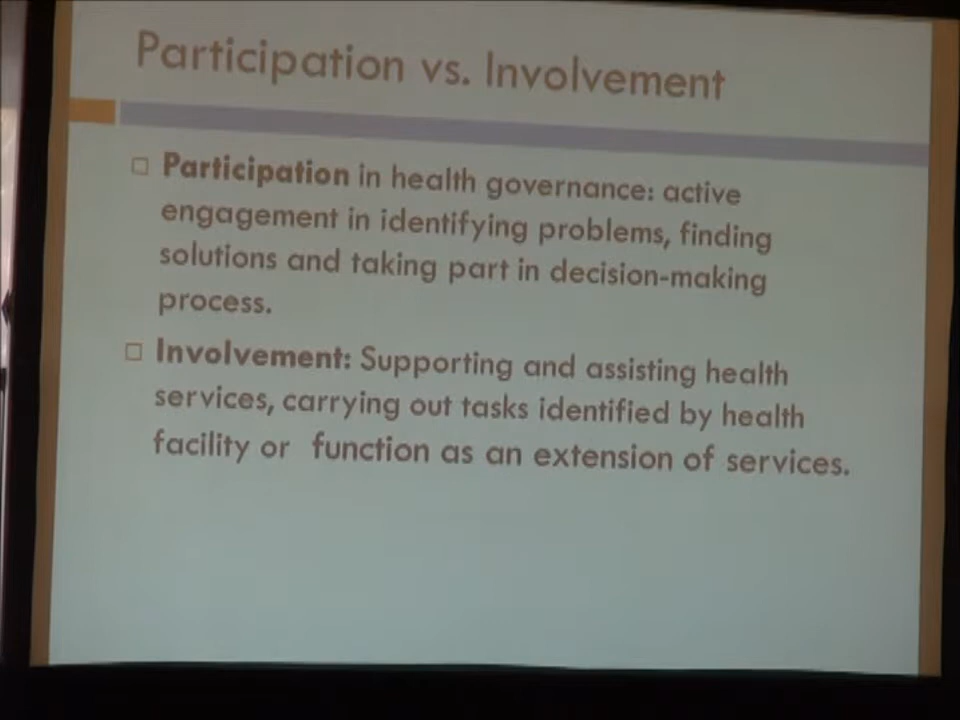 Participation vs. Involvement
Participation in health governance: active
engagement in identifying problems, finding
solutions and taking part in decision-making
process.
Involvement: Supporting and assisting health
services, carrying out tasks identified by health
facility or function as an extension of services.